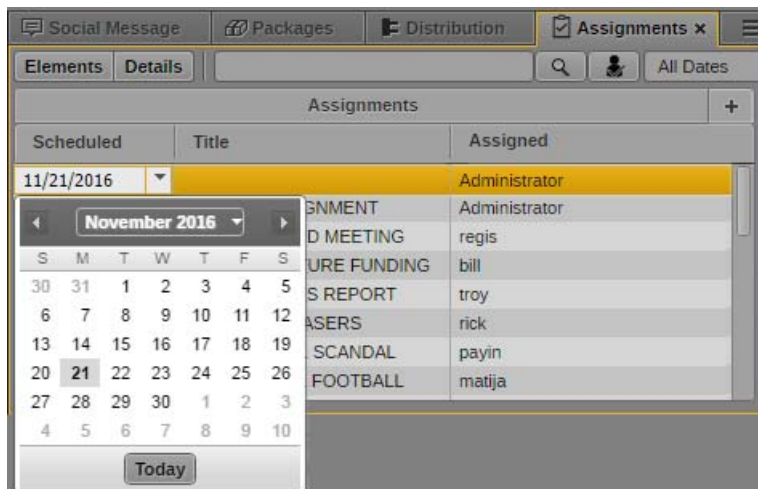 Social Message Packages Distribution Assignments x
Elements Details All Dates
Assignments +
Scheduled Title Assigned
11/21/2016 Administrator
GNMENT Administrator
November 2016
D MEETING regis
S M T W T F S
URE FUNDING bill
30 31 1 2 3 4 5
S REPORT troy
6 7 8 9 10 11 12
ASERS rick
13 14 15 16 17 18 19
SCANDAL payin
20 21 22 23 24 25 26
FOOTBALL matija
27 28 29 30 1 2 3
4 5 6 7 8 9 10
Today